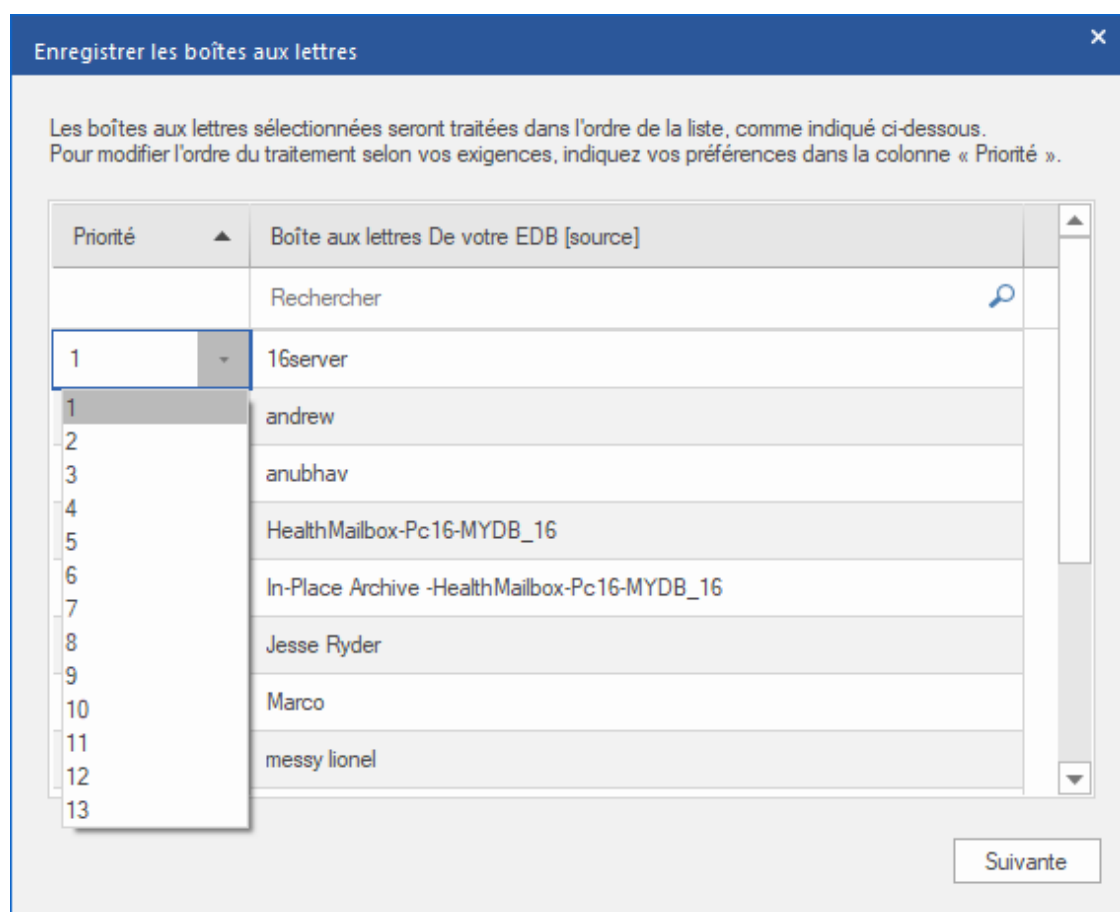 Enregistrer les boîtes aux lettres
Les boîtes aux lettres sélectionnées seront traitées dans l'ordre de la liste, comme indiqué ci-dessous.
Pour modifier l'ordre du traitement selon vos exigences, indiquez vos préférences dans la colonne « Priorité ».
Priorité Boîte aux lettres De votre EDB [source]
Rechercher
1 16server
1
andrew
2
3 anubhav
4
5 HealthMailbox-Pc16-MYDB_16
6
In-Place Archive -HealthMailbox-Pc16-MYDB_16
7
8 Jesse Ryder
9
10 Marco
11
12 messy lionel
13
Suivante